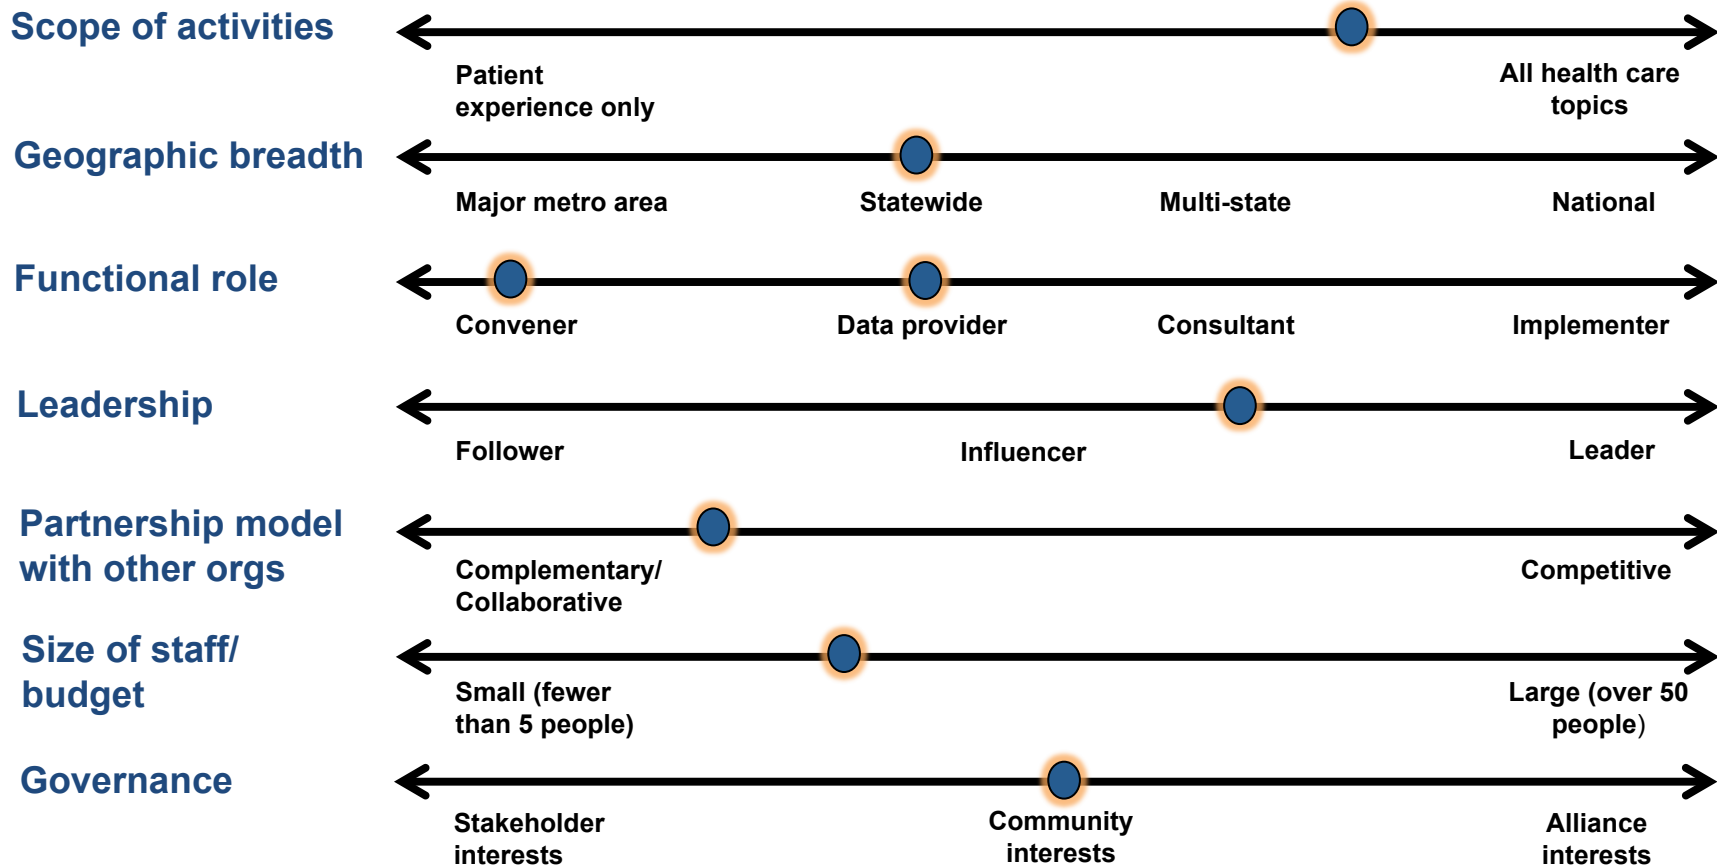 Scope of activities
Patient
experience only
All health care
topics
Geographic breadth
Major metro area
Statewide
Multi-state
National
Functional role
Convener
Data provider
Consultant
Implementer
Leadership
Follower
Influencer
Leader
Partnership model
with other orgs
Complementary/
Collaborative
Competitive
Size of staff/
budget
Small (fewer
than 5 people)
Large (over 50
people)
Governance
Stakeholder
interests
Community
interests
Alliance
interests